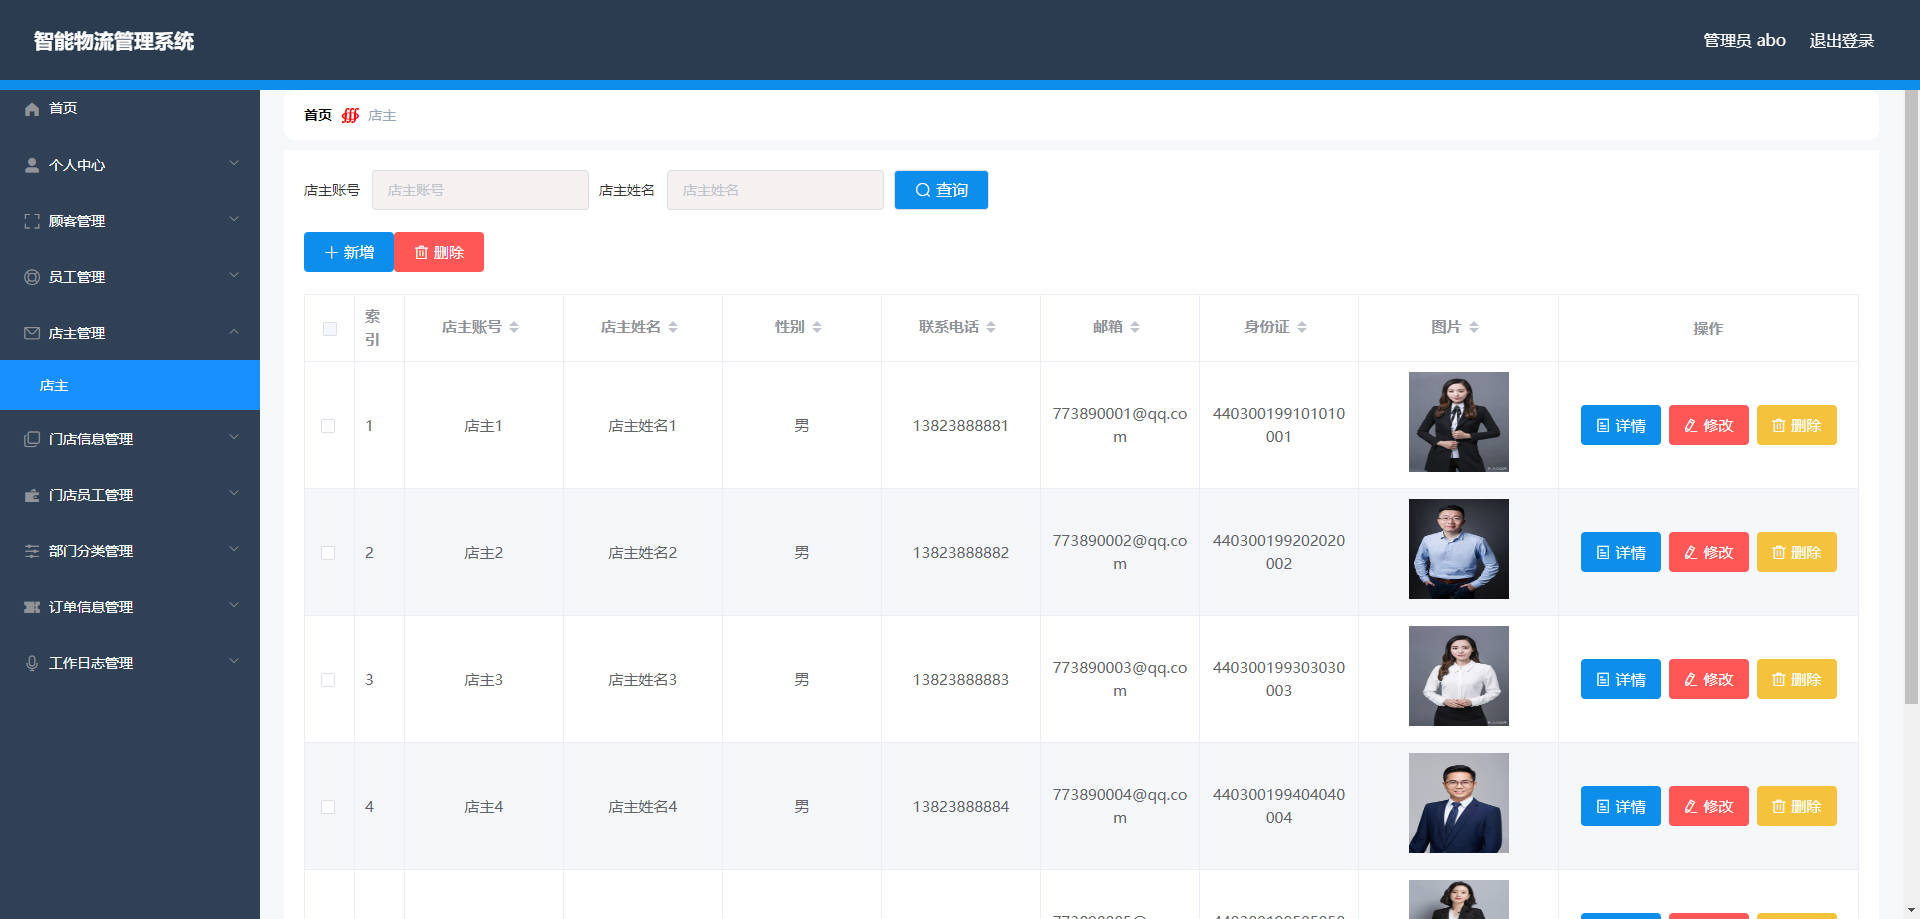 智能物流管理系统
管理员 abo 退出登录
首页
个人中心
顾客管理
员工管理
店主管理
店主
门店信息管理
门店员工管理
部门分类管理
订单信息管理
工作日志管理
首页 店主
店主账号 店主账号 店主姓名 店主姓名 查询
新增 删除
索引 店主账号 店主姓名 性别 联系电话 邮箱 身份证 图片 操作
1 店主1 店主姓名1 男 13823888881 773890001@qq.com 440300199101010001 详情 修改 删除
2 店主2 店主姓名2 男 13823888882 773890002@qq.com 440300199202020002 详情 修改 删除
3 店主3 店主姓名3 男 13823888883 773890003@qq.com 440300199303030003 详情 修改 删除
4 店主4 店主姓名4 男 13823888884 773890004@qq.com 440300199404040004 详情 修改 删除